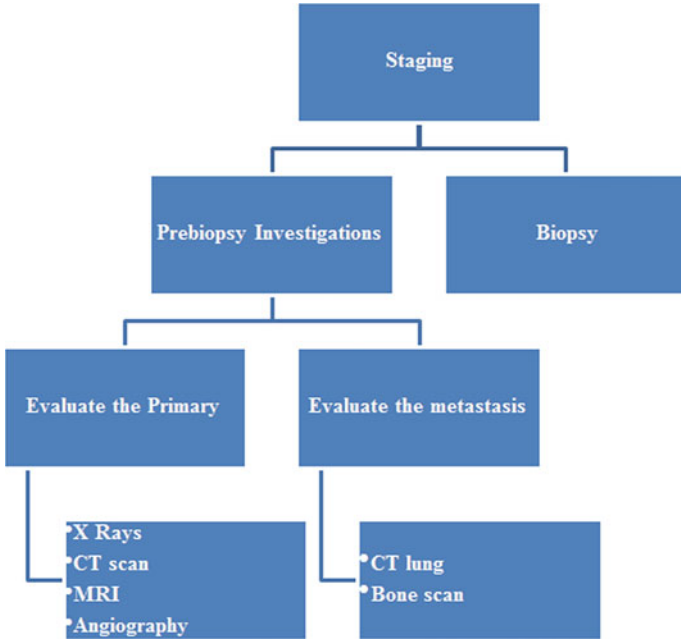 Staging
Prebiopsy Investigations
Biopsy
Evaluate the Primary
Evaluate the metastasis
•X Rays
•CT scan
•MRI
•Angiography
•CT lung
•Bone scan